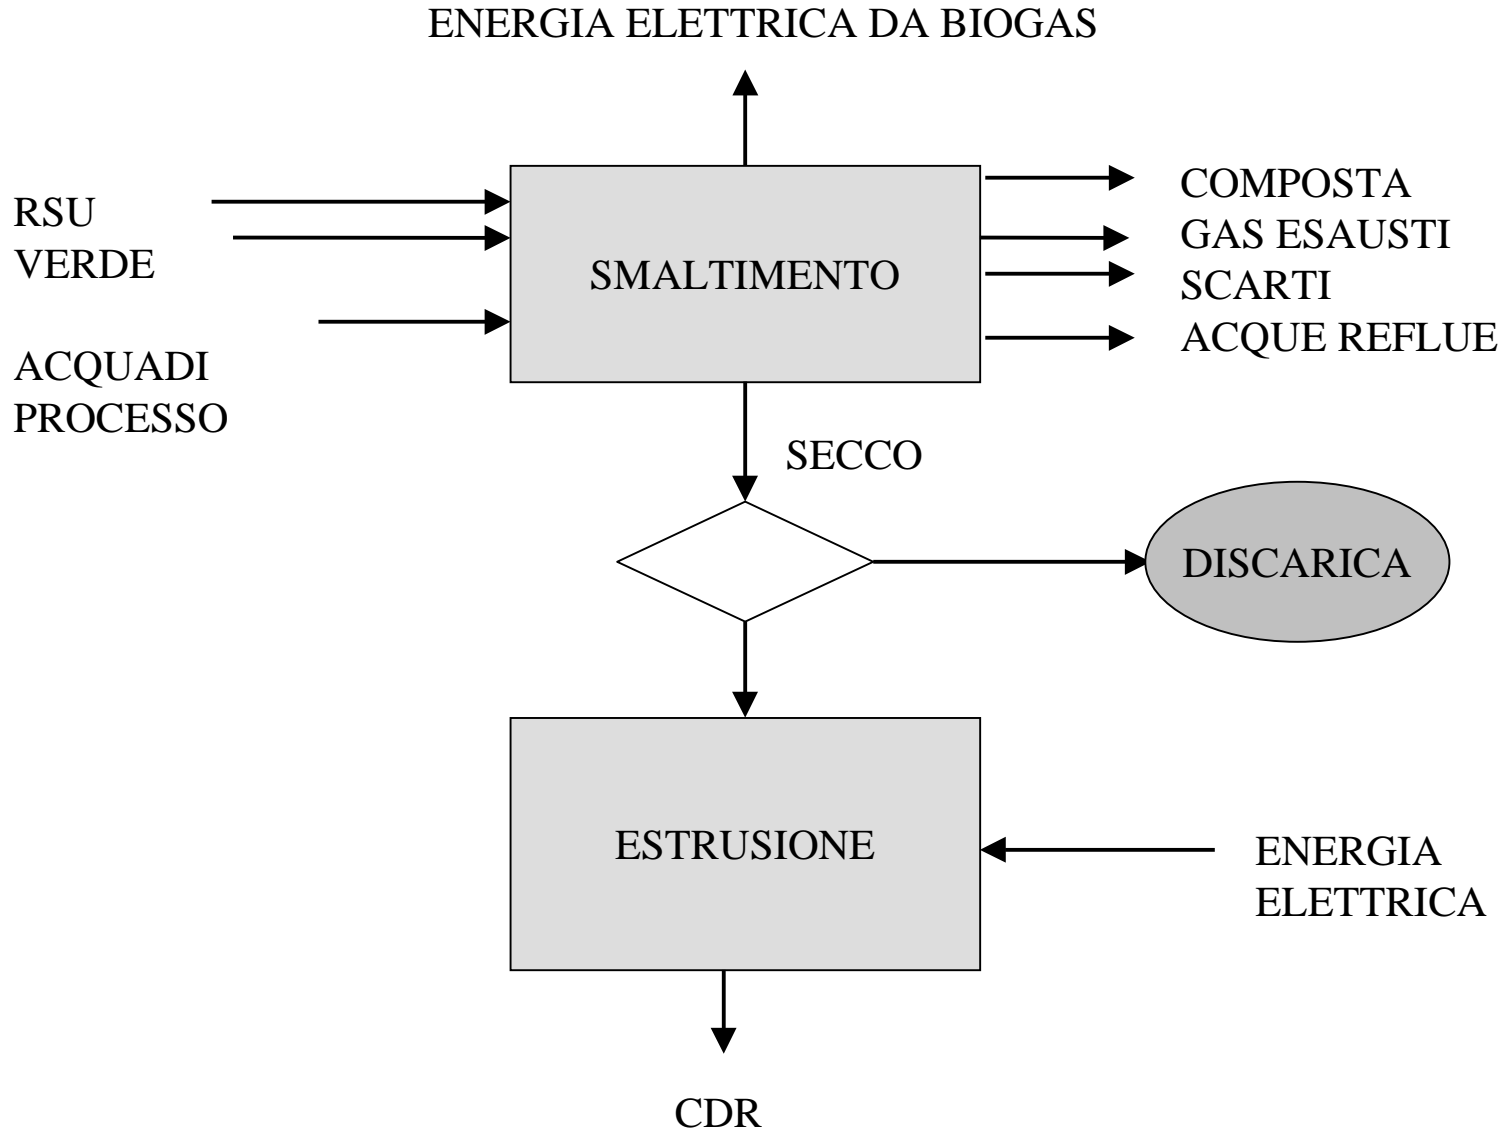 ENERGIA ELETTRICA DA BIOGAS
RSU
VERDE
ACQUADI
PROCESSO
SMALTIMENTO
COMPOSTA
GAS ESAUSTI
SCARTI
ACQUE REFLUE
SECCO
DISCARICA
ESTRUSIONE
ENERGIA
ELETTRICA
CDR